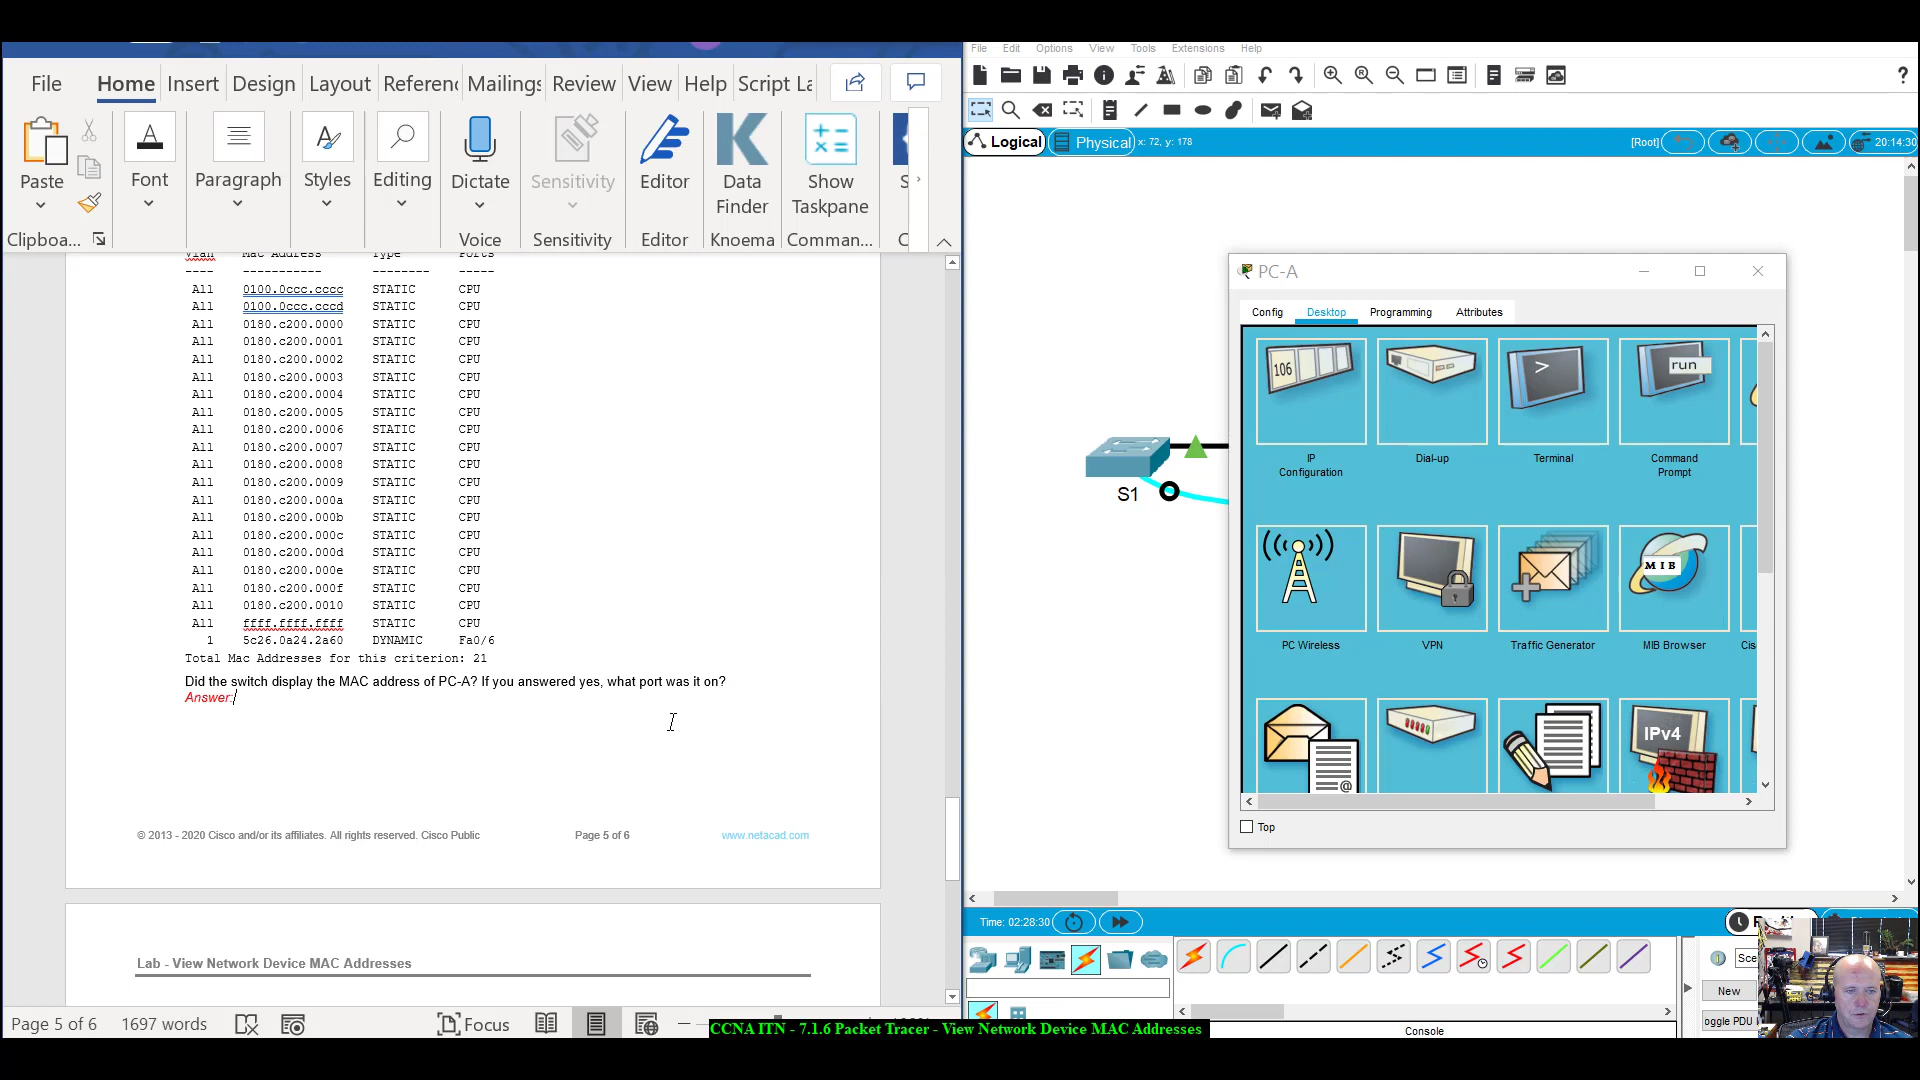 File Home Insert Design Layout Mailings Review View Help
Paste
Font
Paragraph
Styles
Editing
Dictate
Sensitivity
Editor
Data
Finder
Show
Taskpane
Clipboa...
Voice
Sensitivity
Editor
Knoema
Comman...
Vlan Mac Address Type Ports
---- ----------- -------- -----
All 0100.0ccc.cccc STATIC CPU
All 0100.0ccc.cccd STATIC CPU
All 0180.c200.0000 STATIC CPU
All 0180.c200.0001 STATIC CPU
All 0180.c200.0002 STATIC CPU
All 0180.c200.0003 STATIC CPU
All 0180.c200.0004 STATIC CPU
All 0180.c200.0005 STATIC CPU
All 0180.c200.0006 STATIC CPU
All 0180.c200.0007 STATIC CPU
All 0180.c200.0008 STATIC CPU
All 0180.c200.0009 STATIC CPU
All 0180.c200.000a STATIC CPU
All 0180.c200.000b STATIC CPU
All 0180.c200.000c STATIC CPU
All 0180.c200.000d STATIC CPU
All 0180.c200.000e STATIC CPU
All 0180.c200.000f STATIC CPU
All 0180.c200.0010 STATIC CPU
All ffff.ffff.ffff STATIC CPU
1 5c26.0a24.2a60 DYNAMIC Fa0/6
Total Mac Addresses for this criterion: 21
Did the switch display the MAC address of PC-A? If you answered yes, what port was it on?
Answer:
© 2013 - 2020 Cisco and/or its affiliates. All rights reserved. Cisco Public Page 5 of 6 www.netacad.com
Lab - View Network Device MAC Addresses
Page 5 of 6 1697 words Focus
File Edit Options View Tools Extensions Help
Logical Physical x: 72, y: 178 [Root] 20:14:30
S1
PC-A
Config Desktop Programming Attributes
106
>
run
IP
Configuration
Dial-up
Terminal
Command
Prompt
MIB
PC Wireless
VPN
Traffic Generator
MIB Browser
Cis
@
IPv4
Top
Time: 02:28:30
Sce
New
oggle PDU
Console
CCNA ITN - 7.1.6 Packet Tracer - View Network Device MAC Addresses